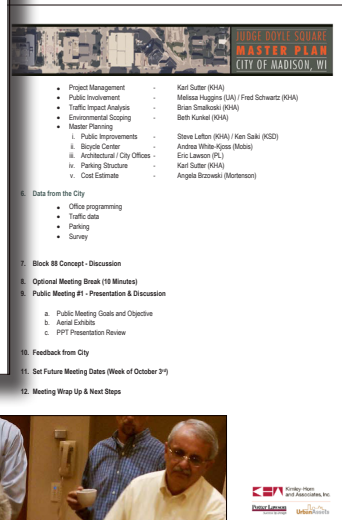 JUDGE DOYLE SQUARE
MASTER PLAN
CITY OF MADISON, WI
• Project Management - Karl Sutter (KHA)
• Public Involvement - Melissa Huggins (UA) / Fred Schwartz (KHA)
• Traffic Impact Analysis - Brian Smalkoski (KHA)
• Environmental Scoping - Beth Kunkel (KHA)
• Master Planning
i. Public Improvements - Steve Lefton (KHA) / Ken Saiki (KSD)
ii. Bicycle Center - Andrea White-Kjoss (Mobis)
iii. Architectural / City Offices - Eric Lawson (PL)
iv. Parking Structure - Karl Sutter (KHA)
v. Cost Estimate - Angela Brzowski (Mortenson)
6. Data from the City
• Office programming
• Traffic data
• Parking
• Survey
7. Block 88 Concept - Discussion
8. Optional Meeting Break (10 Minutes)
9. Public Meeting #1 - Presentation & Discussion
a. Public Meeting Goals and Objective
b. Aerial Exhibits
c. PPT Presentation Review
10. Feedback from City
11. Set Future Meeting Dates (Week of October 3rd)
12. Meeting Wrap Up & Next Steps
Kimley-Horn
and Associates, Inc.
Potter Lawson
UrbanAssets